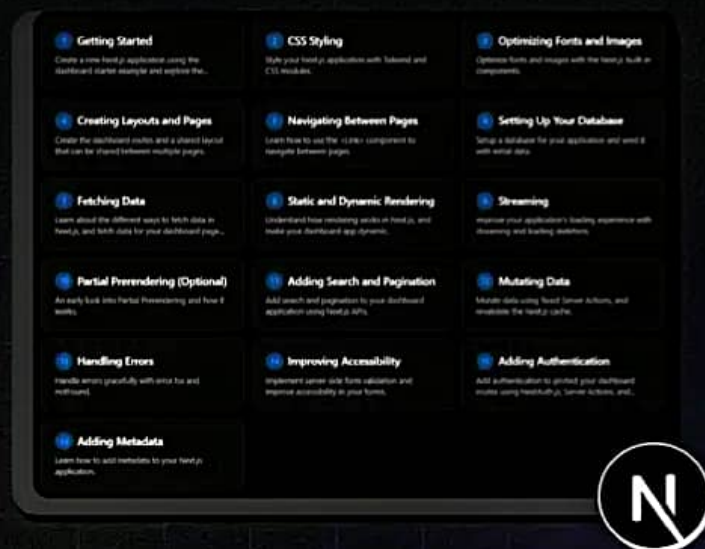 1 Getting Started
Create a new Next.js application using the
dashboard starter example and explore the...
2 CSS Styling
Style your Next.js application with Tailwind and
CSS modules.
3 Optimizing Fonts and Images
Optimize fonts and images with the Next.js built-in
components.
4 Creating Layouts and Pages
Create the dashboard routes and a shared layout
that can be shared between multiple pages.
5 Navigating Between Pages
Learn how to use the <Link> component to
navigate between pages.
6 Setting Up Your Database
Setup a database for your application and seed it
with initial data.
7 Fetching Data
Learn about the different ways to fetch data in
Next.js, and fetch data for your dashboard page...
8 Static and Dynamic Rendering
Understand how rendering works in Next.js, and
make your dashboard app dynamic.
9 Streaming
Improve your application's loading experience with
streaming and loading skeletons.
10 Partial Prerendering (Optional)
An early look into Partial Prerendering and how it
works.
11 Adding Search and Pagination
Add search and pagination to your dashboard
application using Next.js APIs.
12 Mutating Data
Mutate data using React Server Actions, and
revalidate the Next.js cache.
13 Handling Errors
Handle errors gracefully with error.tsx and
notFound.
14 Improving Accessibility
Implement server-side form validation and
improve accessibility in your forms.
15 Adding Authentication
Add authentication to protect your dashboard
routes using NextAuth.js, Server Actions, and...
16 Adding Metadata
Learn how to add metadata to your Next.js
application.
N